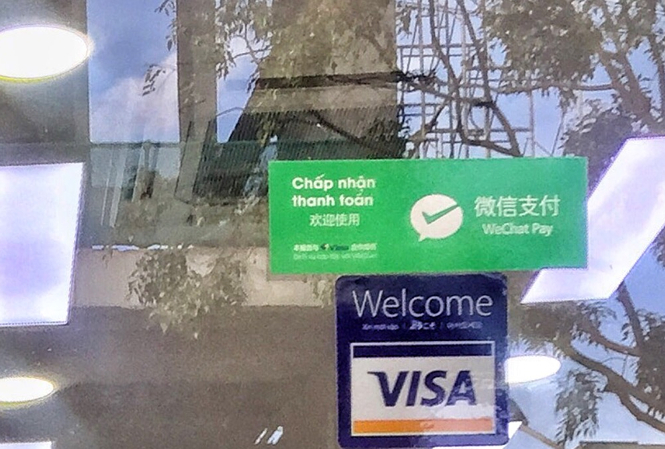 Chấp nhận
thanh toán
欢迎使用
微信支付
WeChat Pay
Welcome
VISA